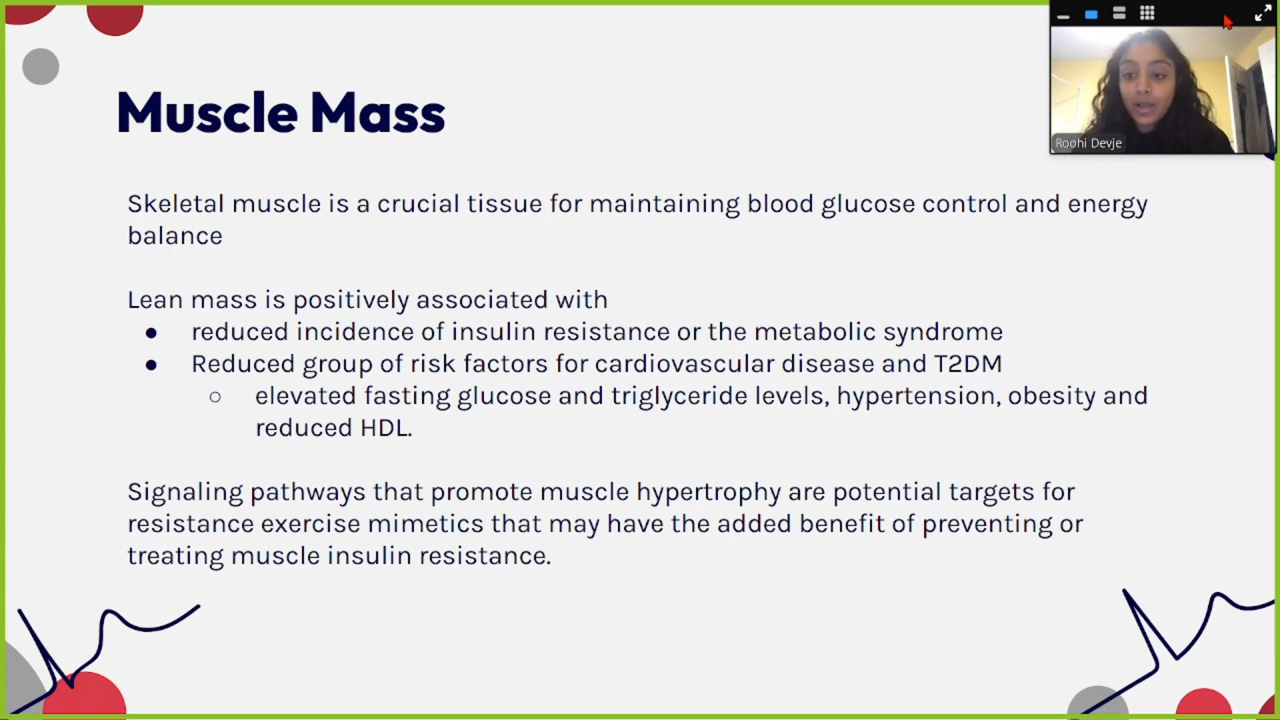 Muscle Mass
Roohi Devje
Skeletal muscle is a crucial tissue for maintaining blood glucose control and energy
balance
Lean mass is positively associated with
● reduced incidence of insulin resistance or the metabolic syndrome
● Reduced group of risk factors for cardiovascular disease and T2DM
○ elevated fasting glucose and triglyceride levels, hypertension, obesity and
reduced HDL.
Signaling pathways that promote muscle hypertrophy are potential targets for
resistance exercise mimetics that may have the added benefit of preventing or
treating muscle insulin resistance.